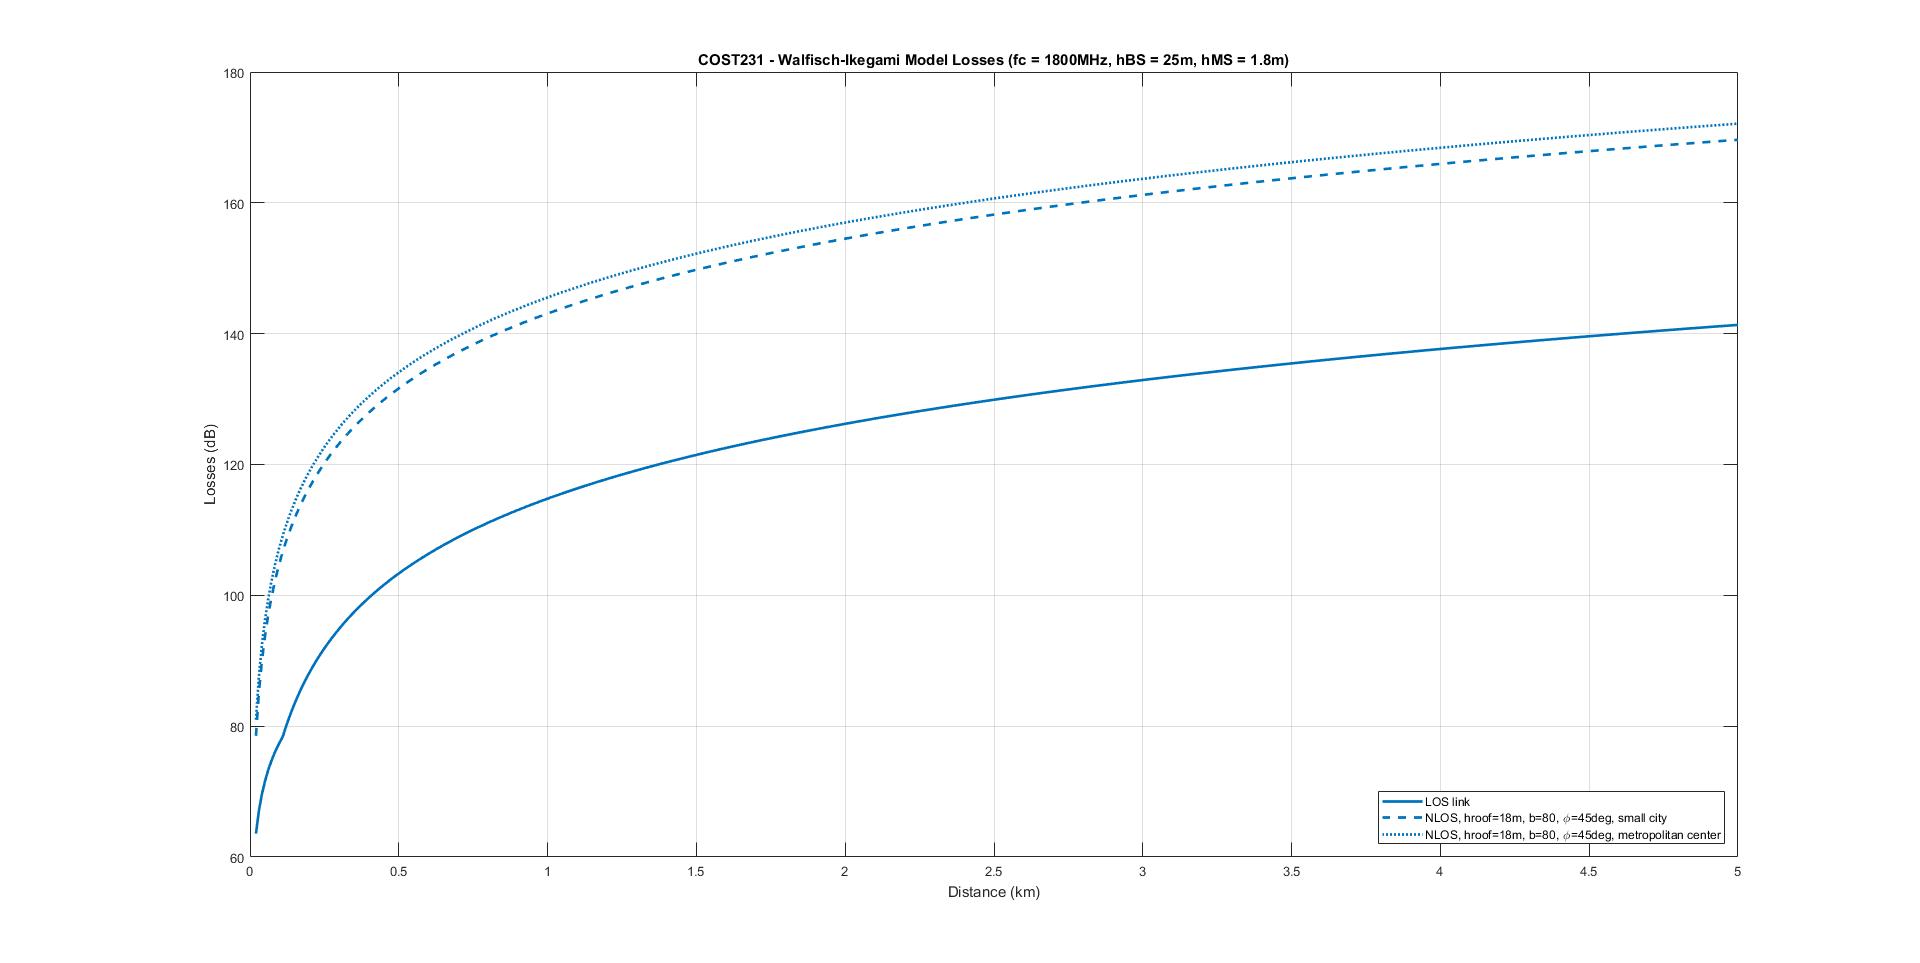 COST231 - Walfisch-Ikegami Model Losses (fc = 1800MHz, hBS = 25m, hMS = 1.8m)
180
160
140
120
100
80
60
Losses (dB)
0 0.5 1 1.5 2 2.5 3 3.5 4 4.5 5
Distance (km)
LOS link
NLOS, hroof=18m, b=80, ϕ=45deg, small city
NLOS, hroof=18m, b=80, ϕ=45deg, metropolitan center